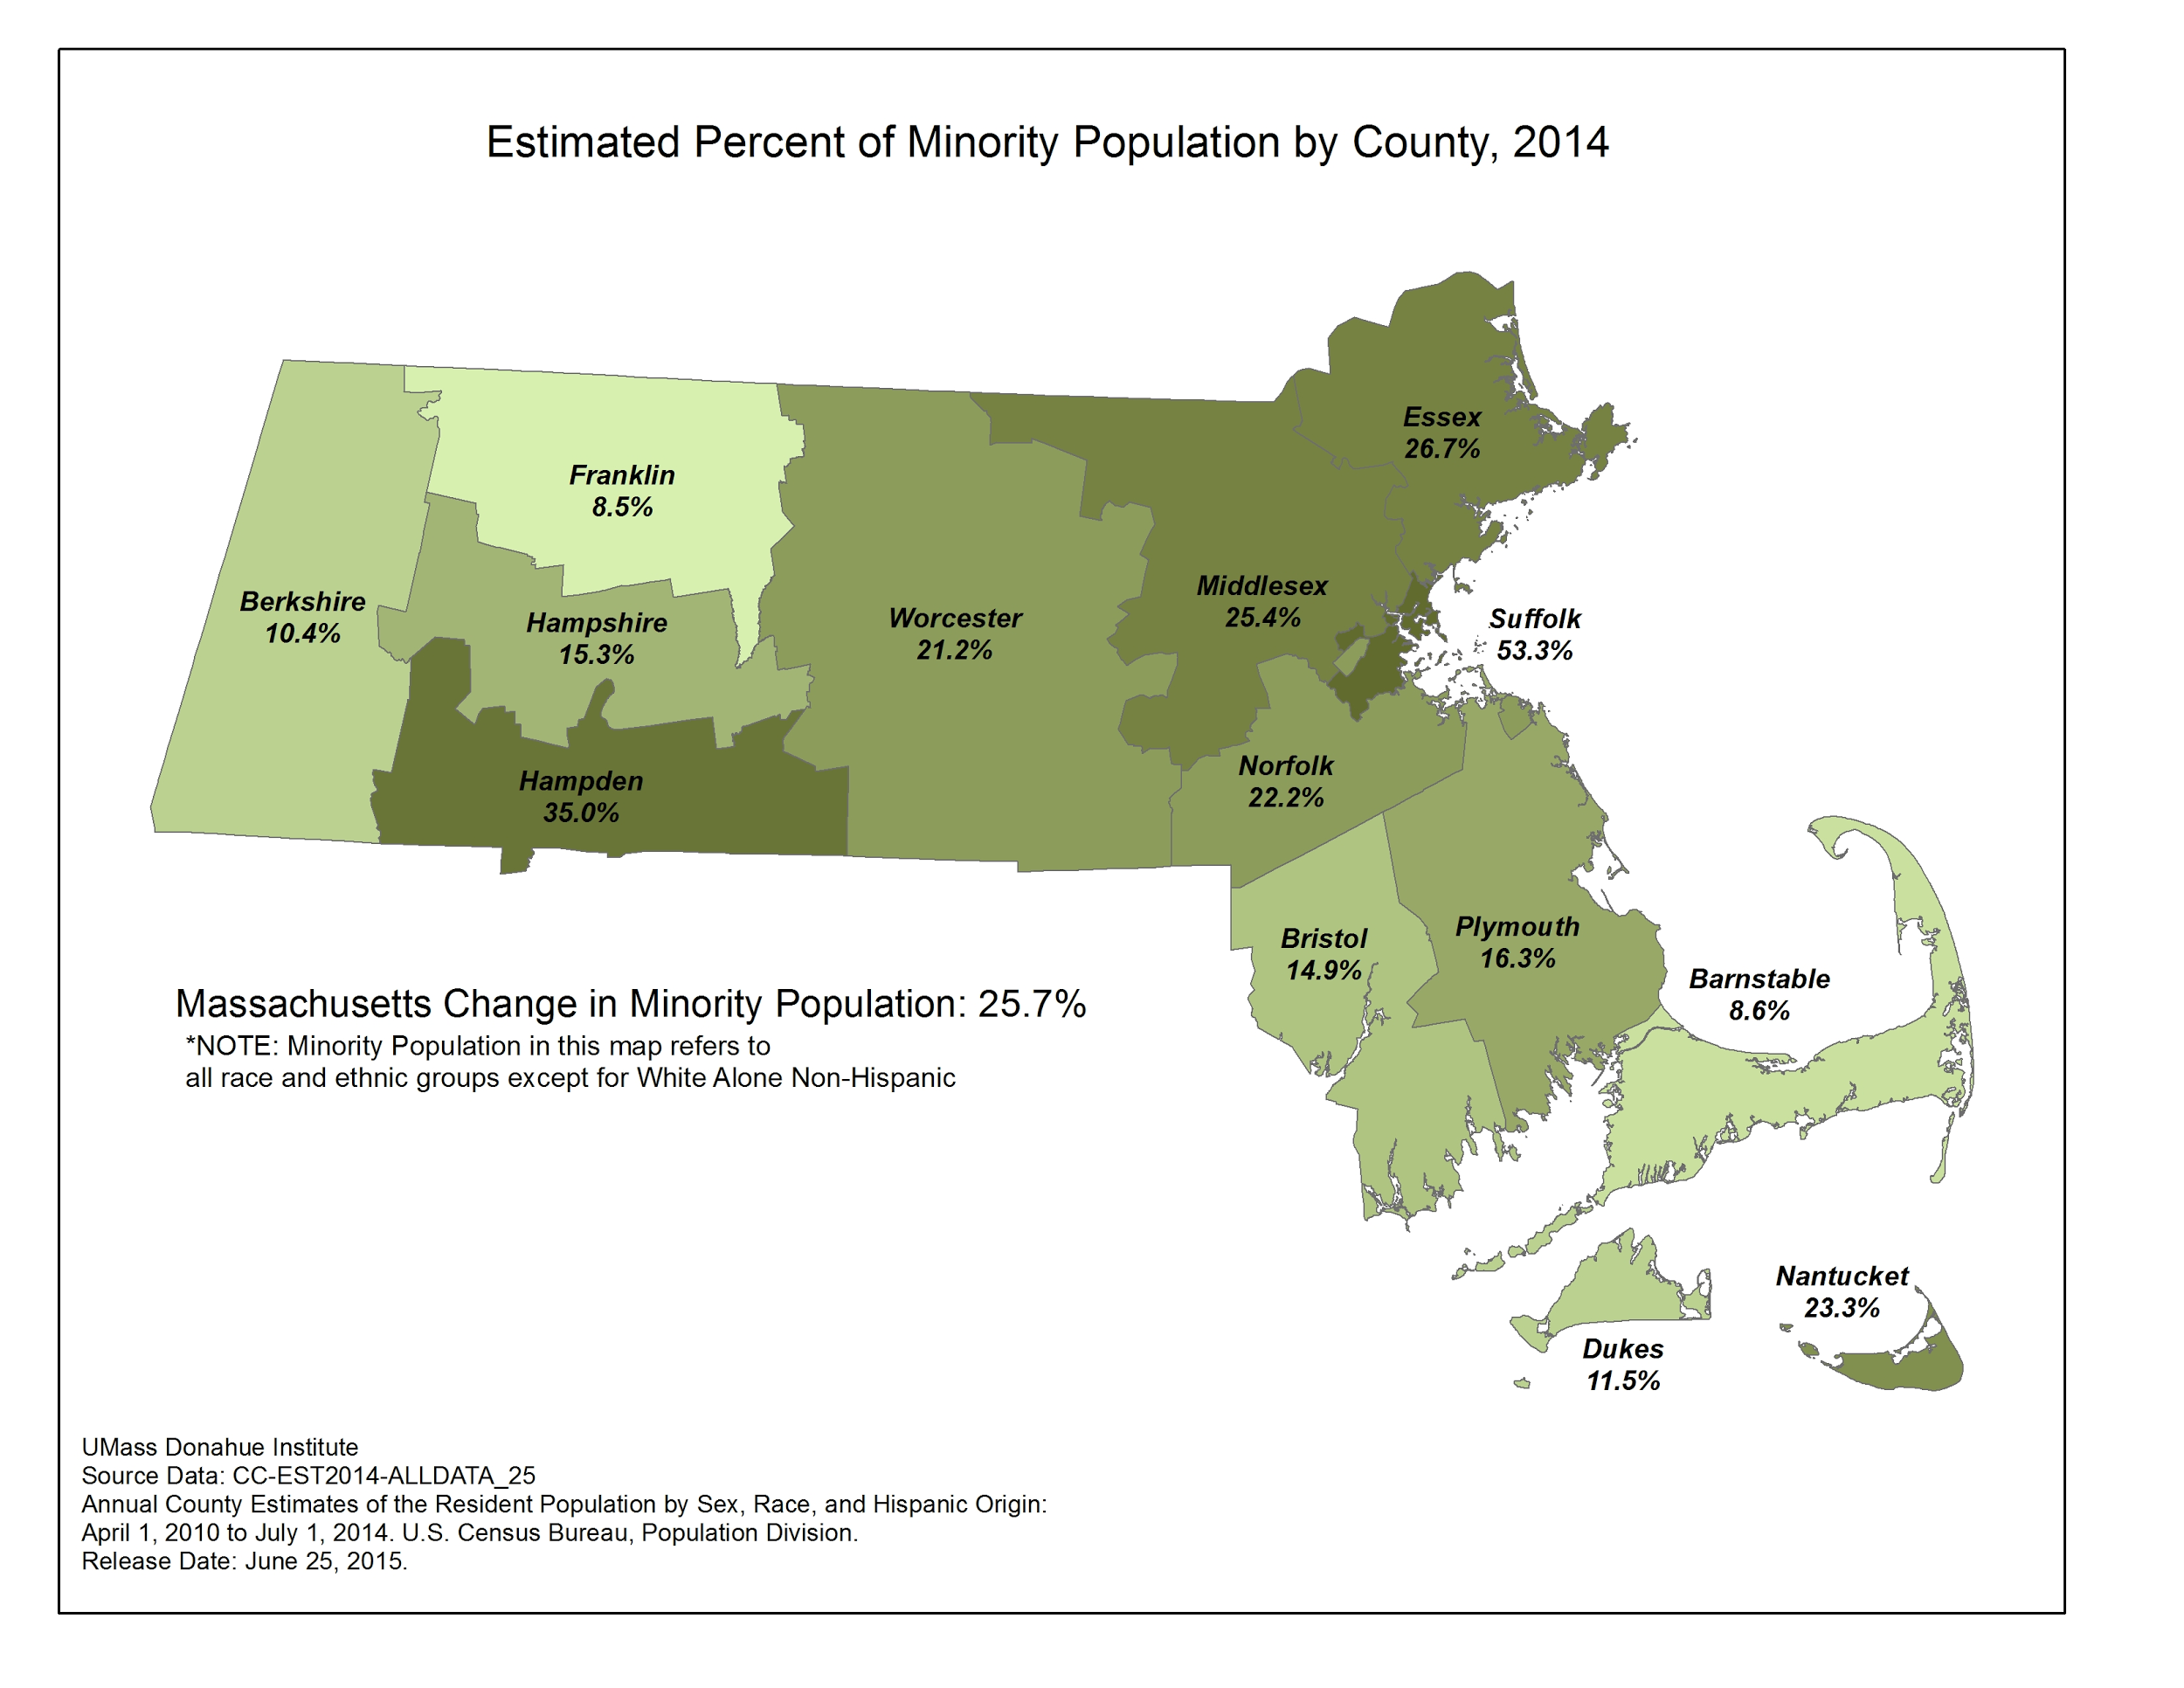 Estimated Percent of Minority Population by County, 2014
Essex
26.7%
Franklin
8.5%
Middlesex
25.4%
Berkshire
10.4%
Hampshire
15.3%
Worcester
21.2%
Suffolk
53.3%
Hampden
35.0%
Norfolk
22.2%
Bristol
14.9%
Plymouth
16.3%
Barnstable
8.6%
Massachusetts Change in Minority Population: 25.7%
*NOTE: Minority Population in this map refers to
all race and ethnic groups except for White Alone Non-Hispanic
Nantucket
23.3%
Dukes
11.5%
UMass Donahue Institute
Source Data: CC-EST2014-ALLDATA_25
Annual County Estimates of the Resident Population by Sex, Race, and Hispanic Origin:
April 1, 2010 to July 1, 2014. U.S. Census Bureau, Population Division.
Release Date: June 25, 2015.